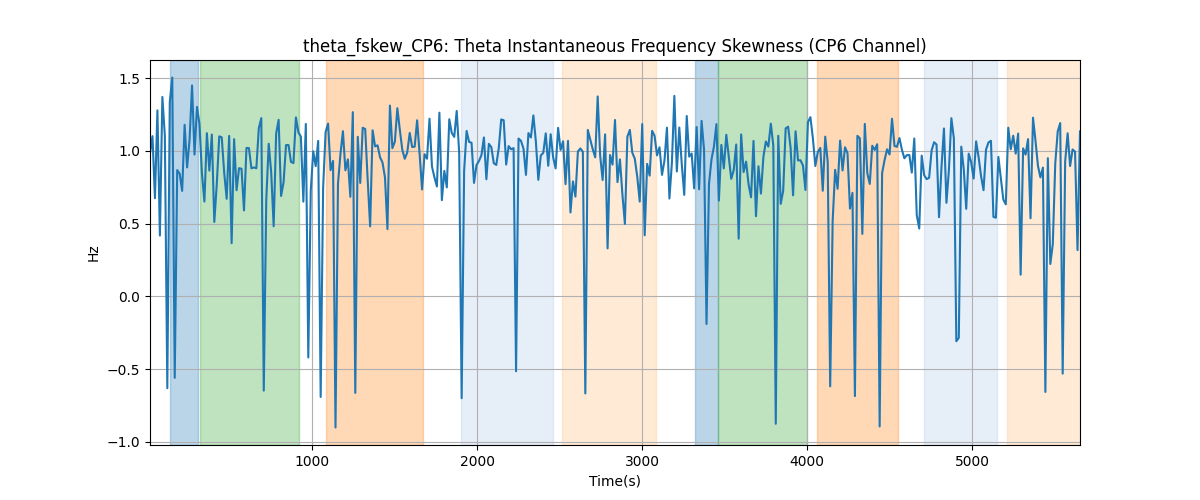 theta_fskew_CP6: Theta Instantaneous Frequency Skewness (CP6 Channel)
1.5
1.0
0.5
0.0
−0.5
−1.0
Hz
1000 2000 3000 4000 5000
Time(s)